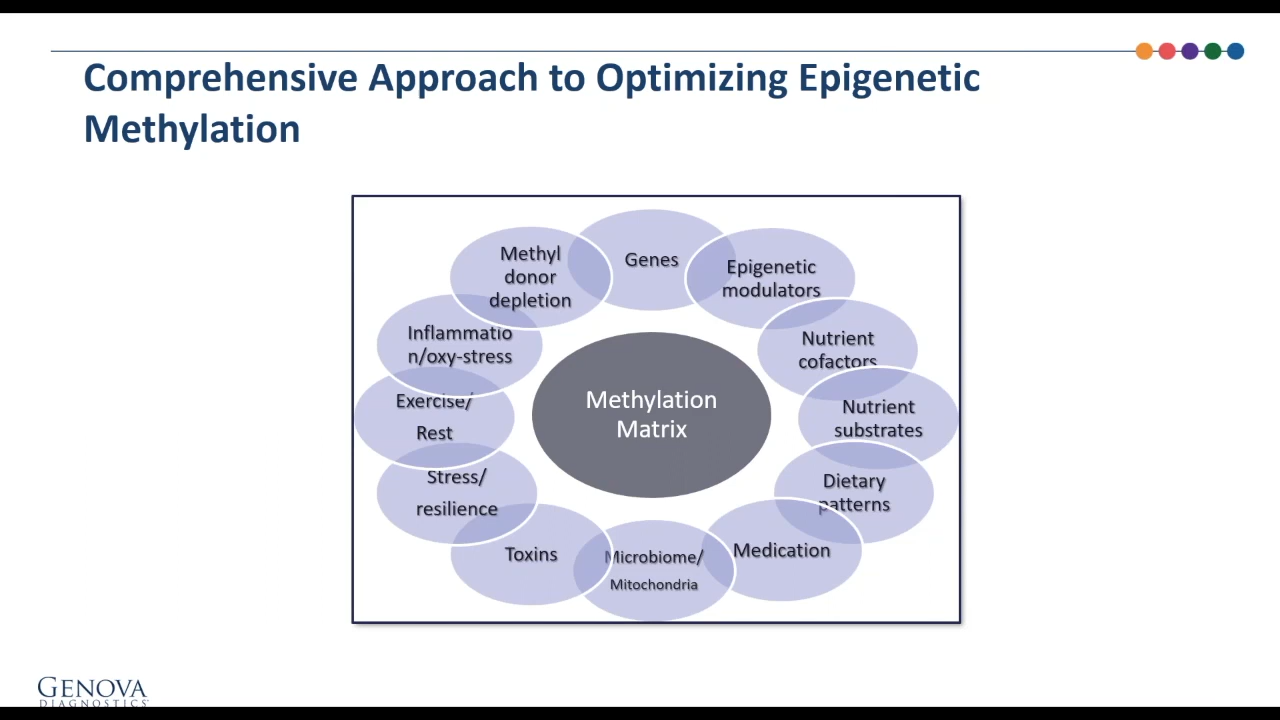 Comprehensive Approach to Optimizing Epigenetic
Methylation
Genes
Epigenetic
modulators
Nutrient
cofactors
Nutrient
substrates
Dietary
patterns
Medication
Microbiome/
Mitochondria
Toxins
Stress/
resilience
Exercise/
Rest
Inflammatio
n/oxy-stress
Methyl
donor
depletion
Methylation
Matrix
GENOVA
DIAGNOSTICS